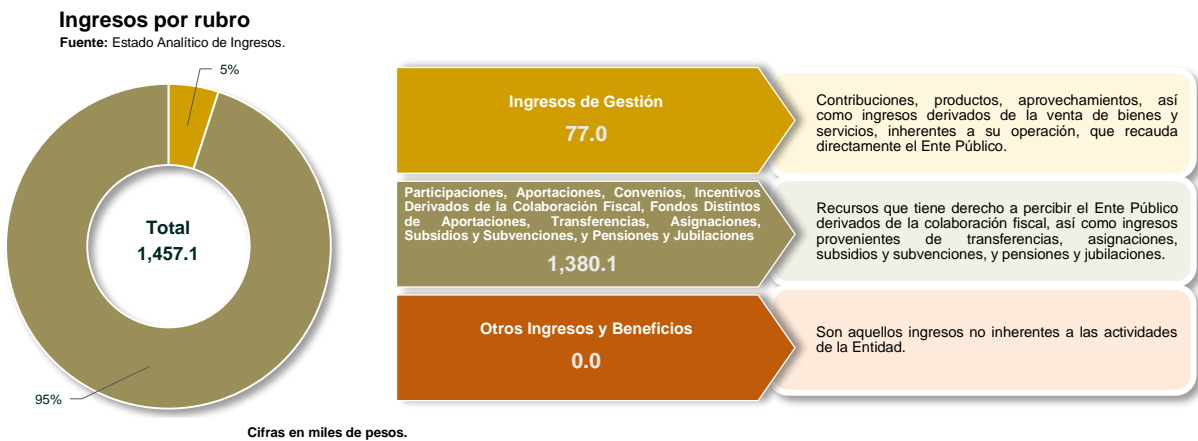 Ingresos por rubro
Fuente: Estado Analítico de Ingresos.
5%
Total
1,457.1
95%
Ingresos de Gestión
77.0
Contribuciones, productos, aprovechamientos, así
como ingresos derivados de la venta de bienes y
servicios, inherentes a su operación, que recauda
directamente el Ente Público.
Participaciones, Aportaciones, Convenios, Incentivos
Derivados de la Colaboración Fiscal, Fondos Distintos
de Aportaciones, Transferencias, Asignaciones,
Subsidios y Subvenciones, y Pensiones y Jubilaciones
1,380.1
Recursos que tiene derecho a percibir el Ente Público
derivados de la colaboración fiscal, así como ingresos
provenientes de transferencias, asignaciones,
subsidios y subvenciones, y pensiones y jubilaciones.
Otros Ingresos y Beneficios
0.0
Son aquellos ingresos no inherentes a las actividades
de la Entidad.
Cifras en miles de pesos.